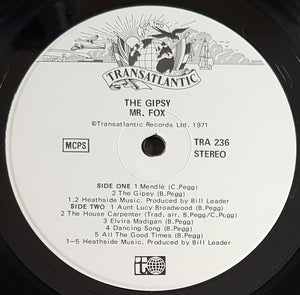 SIDE TWO
TRANSATLANTIC
THE GIPSY
MR. FOX
©Transatlantic Records Ltd. 1971
MCPS
TRA 236
STEREO
SIDE ONE 1 Mendlè (C.Pegg)
2 The Gipsy (B.Pegg)
1,2 Heathside Music. Produced by Bill Leader
SIDE TWO 1 Aunt Lucy Broadwood (B.Pegg)
2 The House Carpenter (Trad. arr. B.Pegg/C.Pegg)
3 Elvira Madigan (B.Pegg)
4 Dancing Song (B.Pegg)
5 All The Good Times (B.Pegg)
1—5 Heathside Music. Produced by Bill Leader